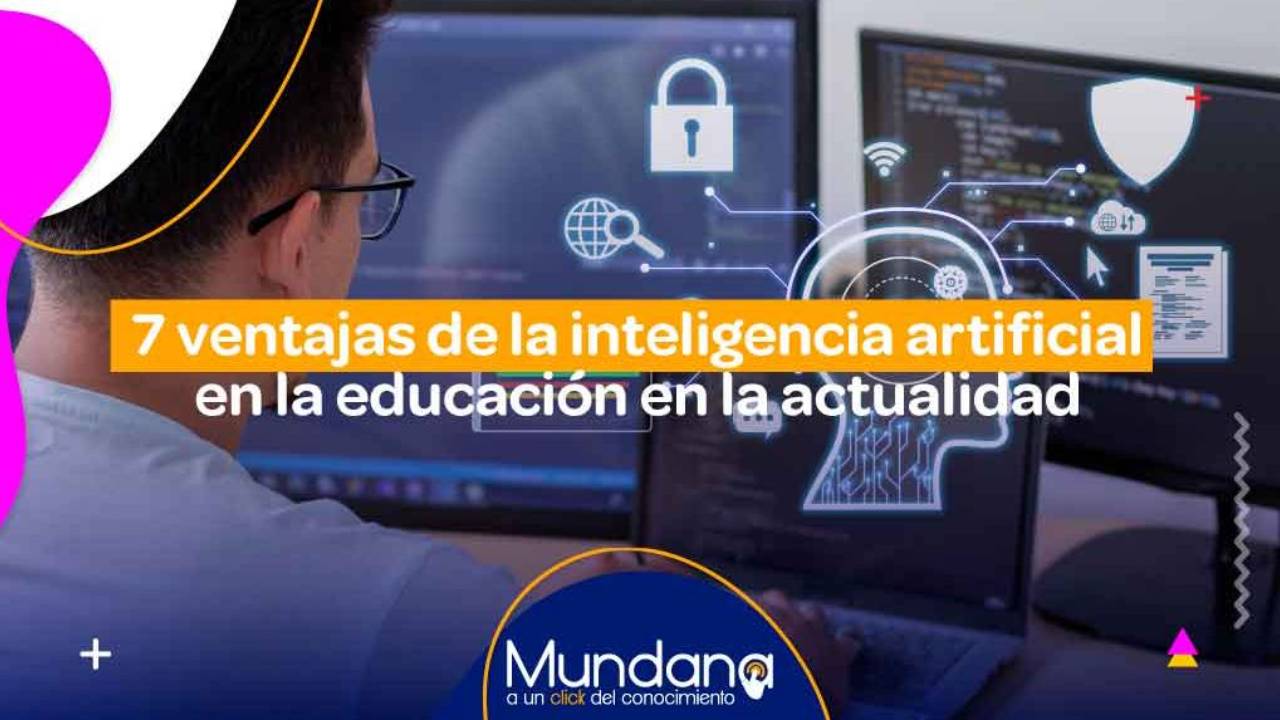 7 ventajas de la inteligencia artificial
en la educación en la actualidad
Mundana
a un click del conocimiento